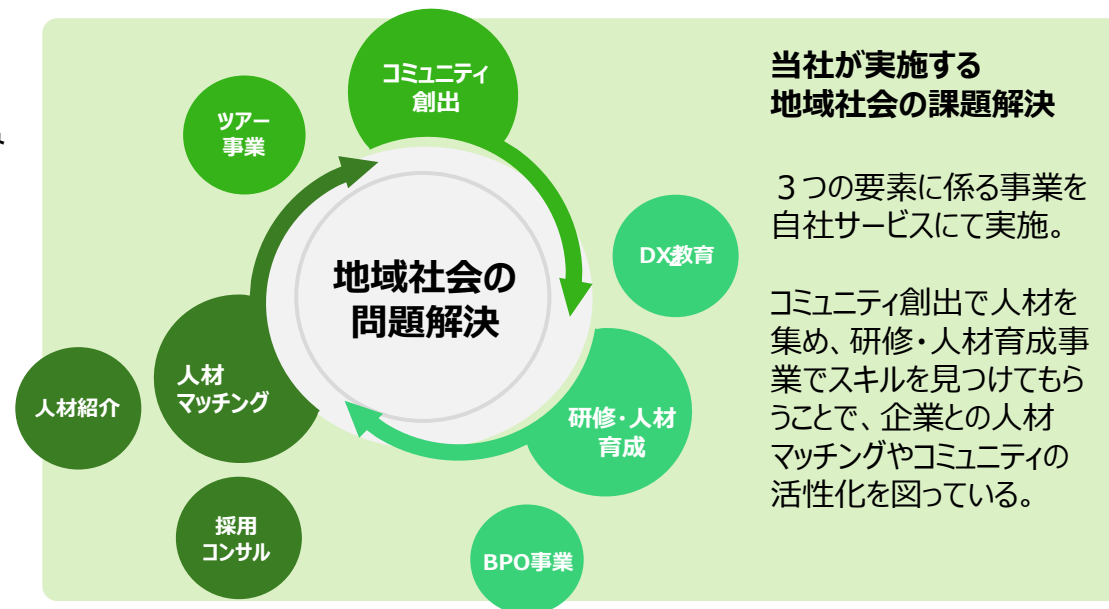 コミュニティ
創出
ツアー
事業
DX教育
地域社会の
問題解決
人材
マッチング
人材紹介
研修・人材
育成
採用
コンサル
BPO事業
当社が実施する
地域社会の課題解決
３つの要素に係る事業を
自社サービスにて実施。
コミュニティ創出で人材を
集め、研修・人材育成事
業でスキルを見つけてもら
うことで、企業との人材
マッチングやコミュニティの
活性化を図っている。